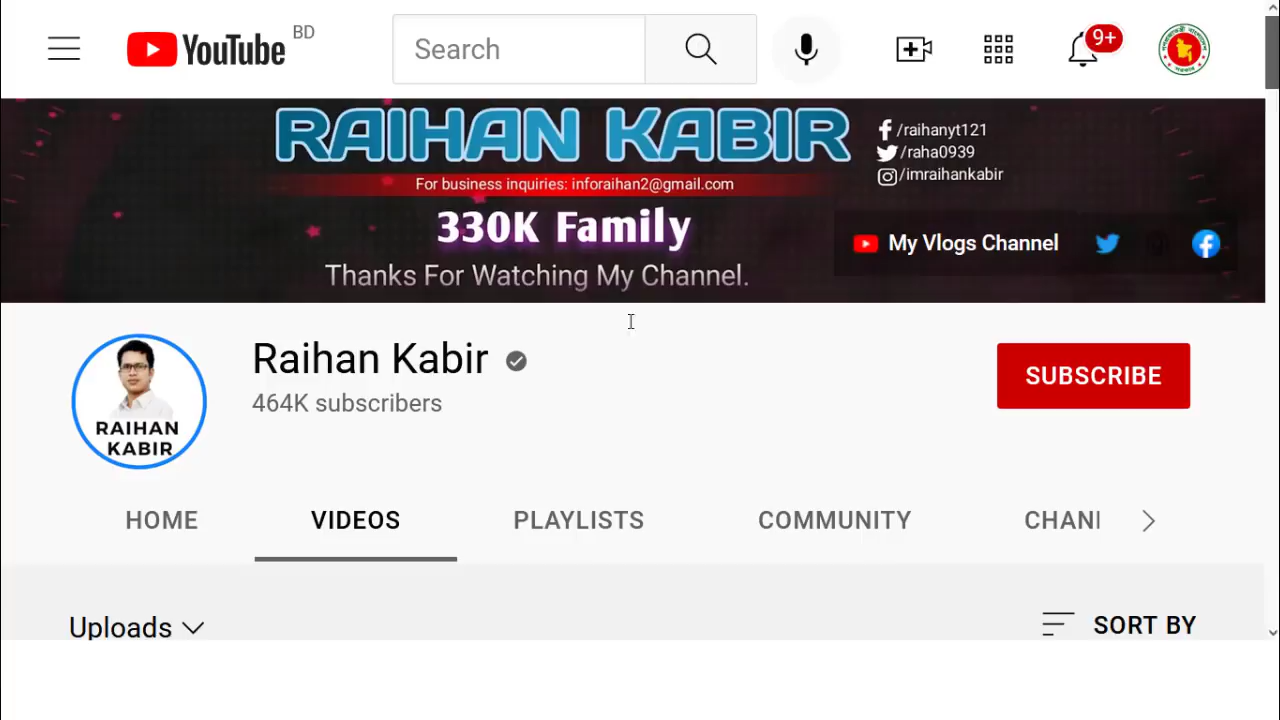 YouTube BD
Search
9+
RAIHAN KABIR
/raihanyt121
/raha0939
/imraihankabir
For business inquiries: inforaihan2@gmail.com
330K Family
Thanks For Watching My Channel.
My Vlogs Channel
RAIHAN
KABIR
Raihan Kabir
464K subscribers
SUBSCRIBE
HOME VIDEOS PLAYLISTS COMMUNITY CHANI
Uploads SORT BY